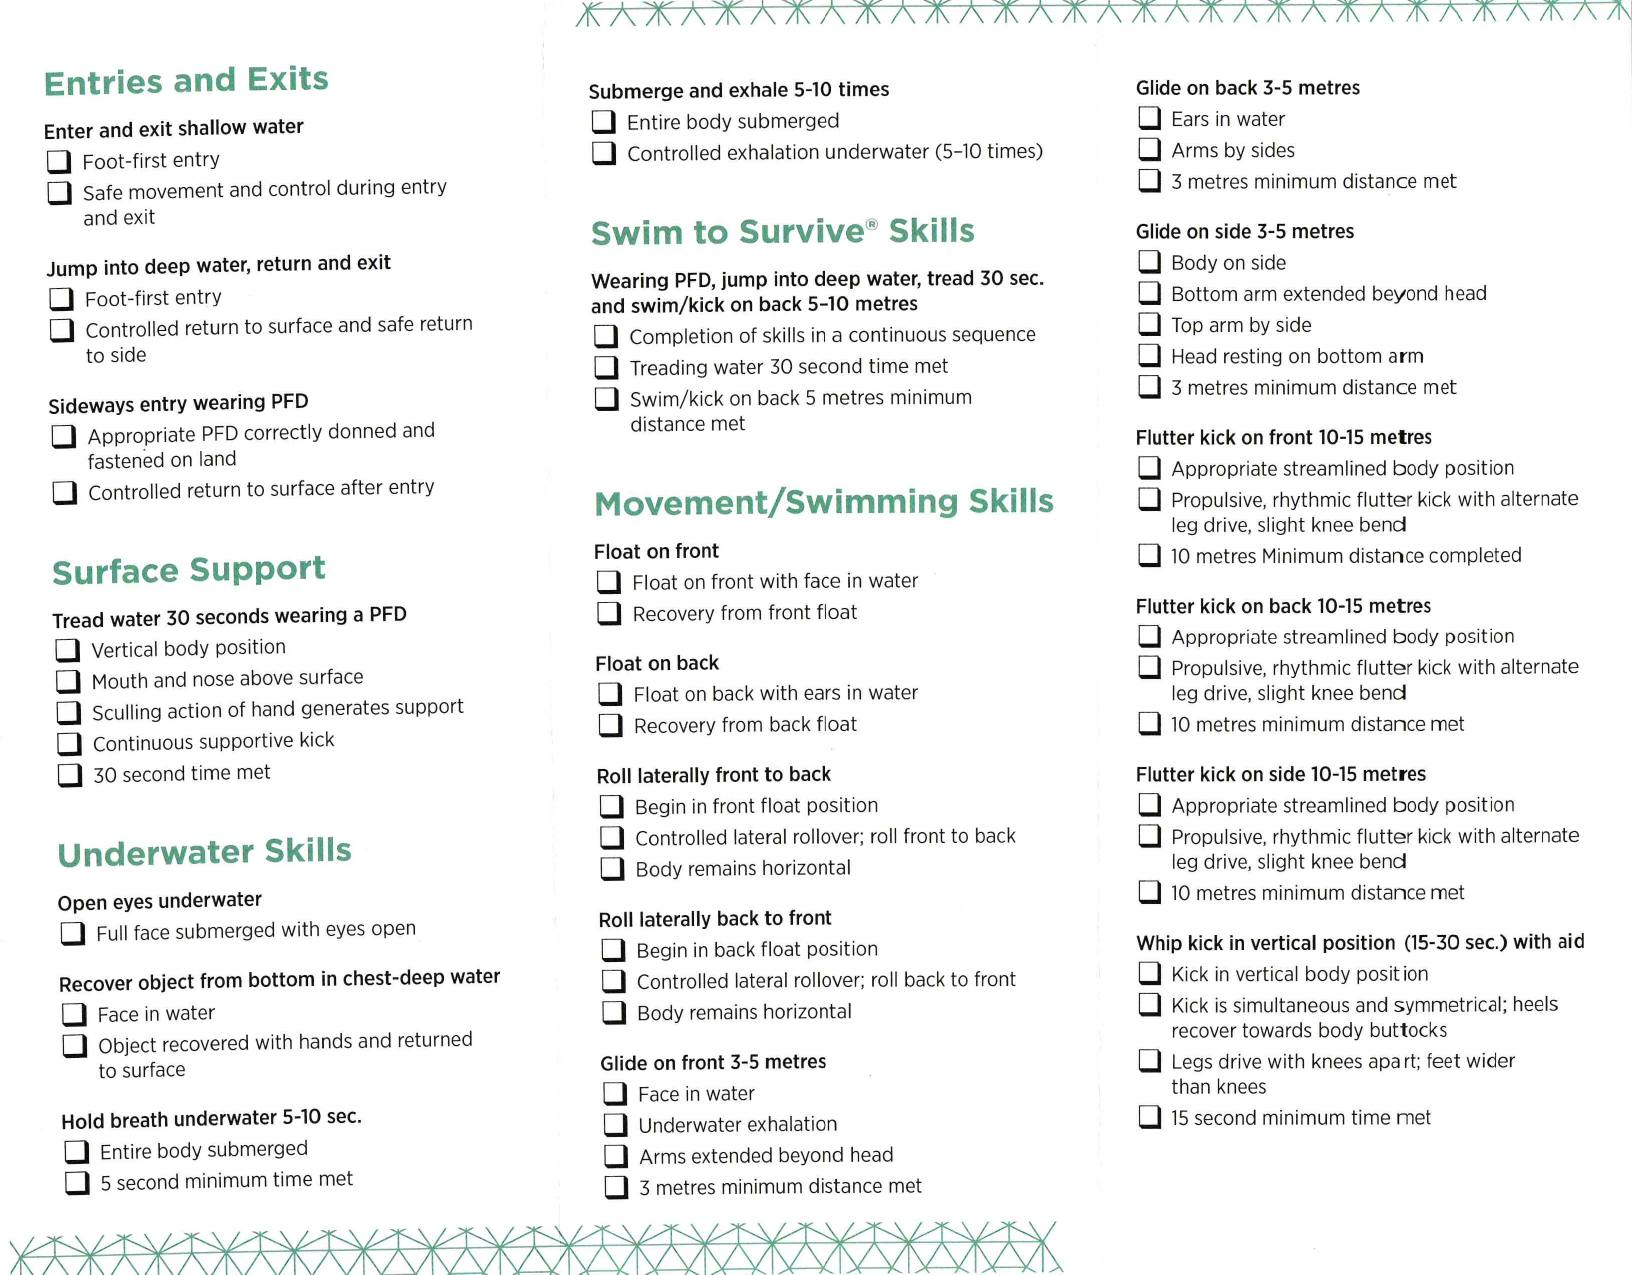 Entries and Exits
Enter and exit shallow water
Foot-first entry
Safe movement and control during entry
and exit
Jump into deep water, return and exit
Foot-first entry
Controlled return to surface and safe return
to side
Sideways entry wearing PFD
Appropriate PFD correctly donned and
fastened on land
Controlled return to surface after entry
Surface Support
Tread water 30 seconds wearing a PFD
Vertical body position
Mouth and nose above surface
Sculling action of hand generates support
Continuous supportive kick
30 second time met
Underwater Skills
Open eyes underwater
Full face submerged with eyes open
Recover object from bottom in chest-deep water
Face in water
Object recovered with hands and returned
to surface
Hold breath underwater 5-10 sec.
Entire body submerged
5 second minimum time met
Submerge and exhale 5-10 times
Entire body submerged
Controlled exhalation underwater (5-10 times)
Swim to Survive® Skills
Wearing PFD, jump into deep water, tread 30 sec.
and swim/kick on back 5-10 metres
Completion of skills in a continuous sequence
Treading water 30 second time met
Swim/kick on back 5 metres minimum
distance met
Movement/Swimming Skills
Float on front
Float on front with face in water
Recovery from front float
Float on back
Float on back with ears in water
Recovery from back float
Roll laterally front to back
Begin in front float position
Controlled lateral rollover; roll front to back
Body remains horizontal
Roll laterally back to front
Begin in back float position
Controlled lateral rollover; roll back to front
Body remains horizontal
Glide on front 3-5 metres
Face in water
Underwater exhalation
Arms extended beyond head
3 metres minimum distance met
Glide on back 3-5 metres
Ears in water
Arms by sides
3 metres minimum distance met
Glide on side 3-5 metres
Body on side
Bottom arm extended beyond head
Top arm by side
Head resting on bottom arm
3 metres minimum distance met
Flutter kick on front 10-15 metres
Appropriate streamlined body position
Propulsive, rhythmic flutter kick with alternate
leg drive, slight knee bend
10 metres Minimum distance completed
Flutter kick on back 10-15 metres
Appropriate streamlined body position
Propulsive, rhythmic flutter kick with alternate
leg drive, slight knee bend
10 metres minimum distance met
Flutter kick on side 10-15 metres
Appropriate streamlined body position
Propulsive, rhythmic flutter kick with alternate
leg drive, slight knee bend
10 metres minimum distance met
Whip kick in vertical position (15-30 sec.) with aid
Kick in vertical body position
Kick is simultaneous and symmetrical; heels
recover towards body buttocks
Legs drive with knees apart; feet wider
than knees
15 second minimum time met